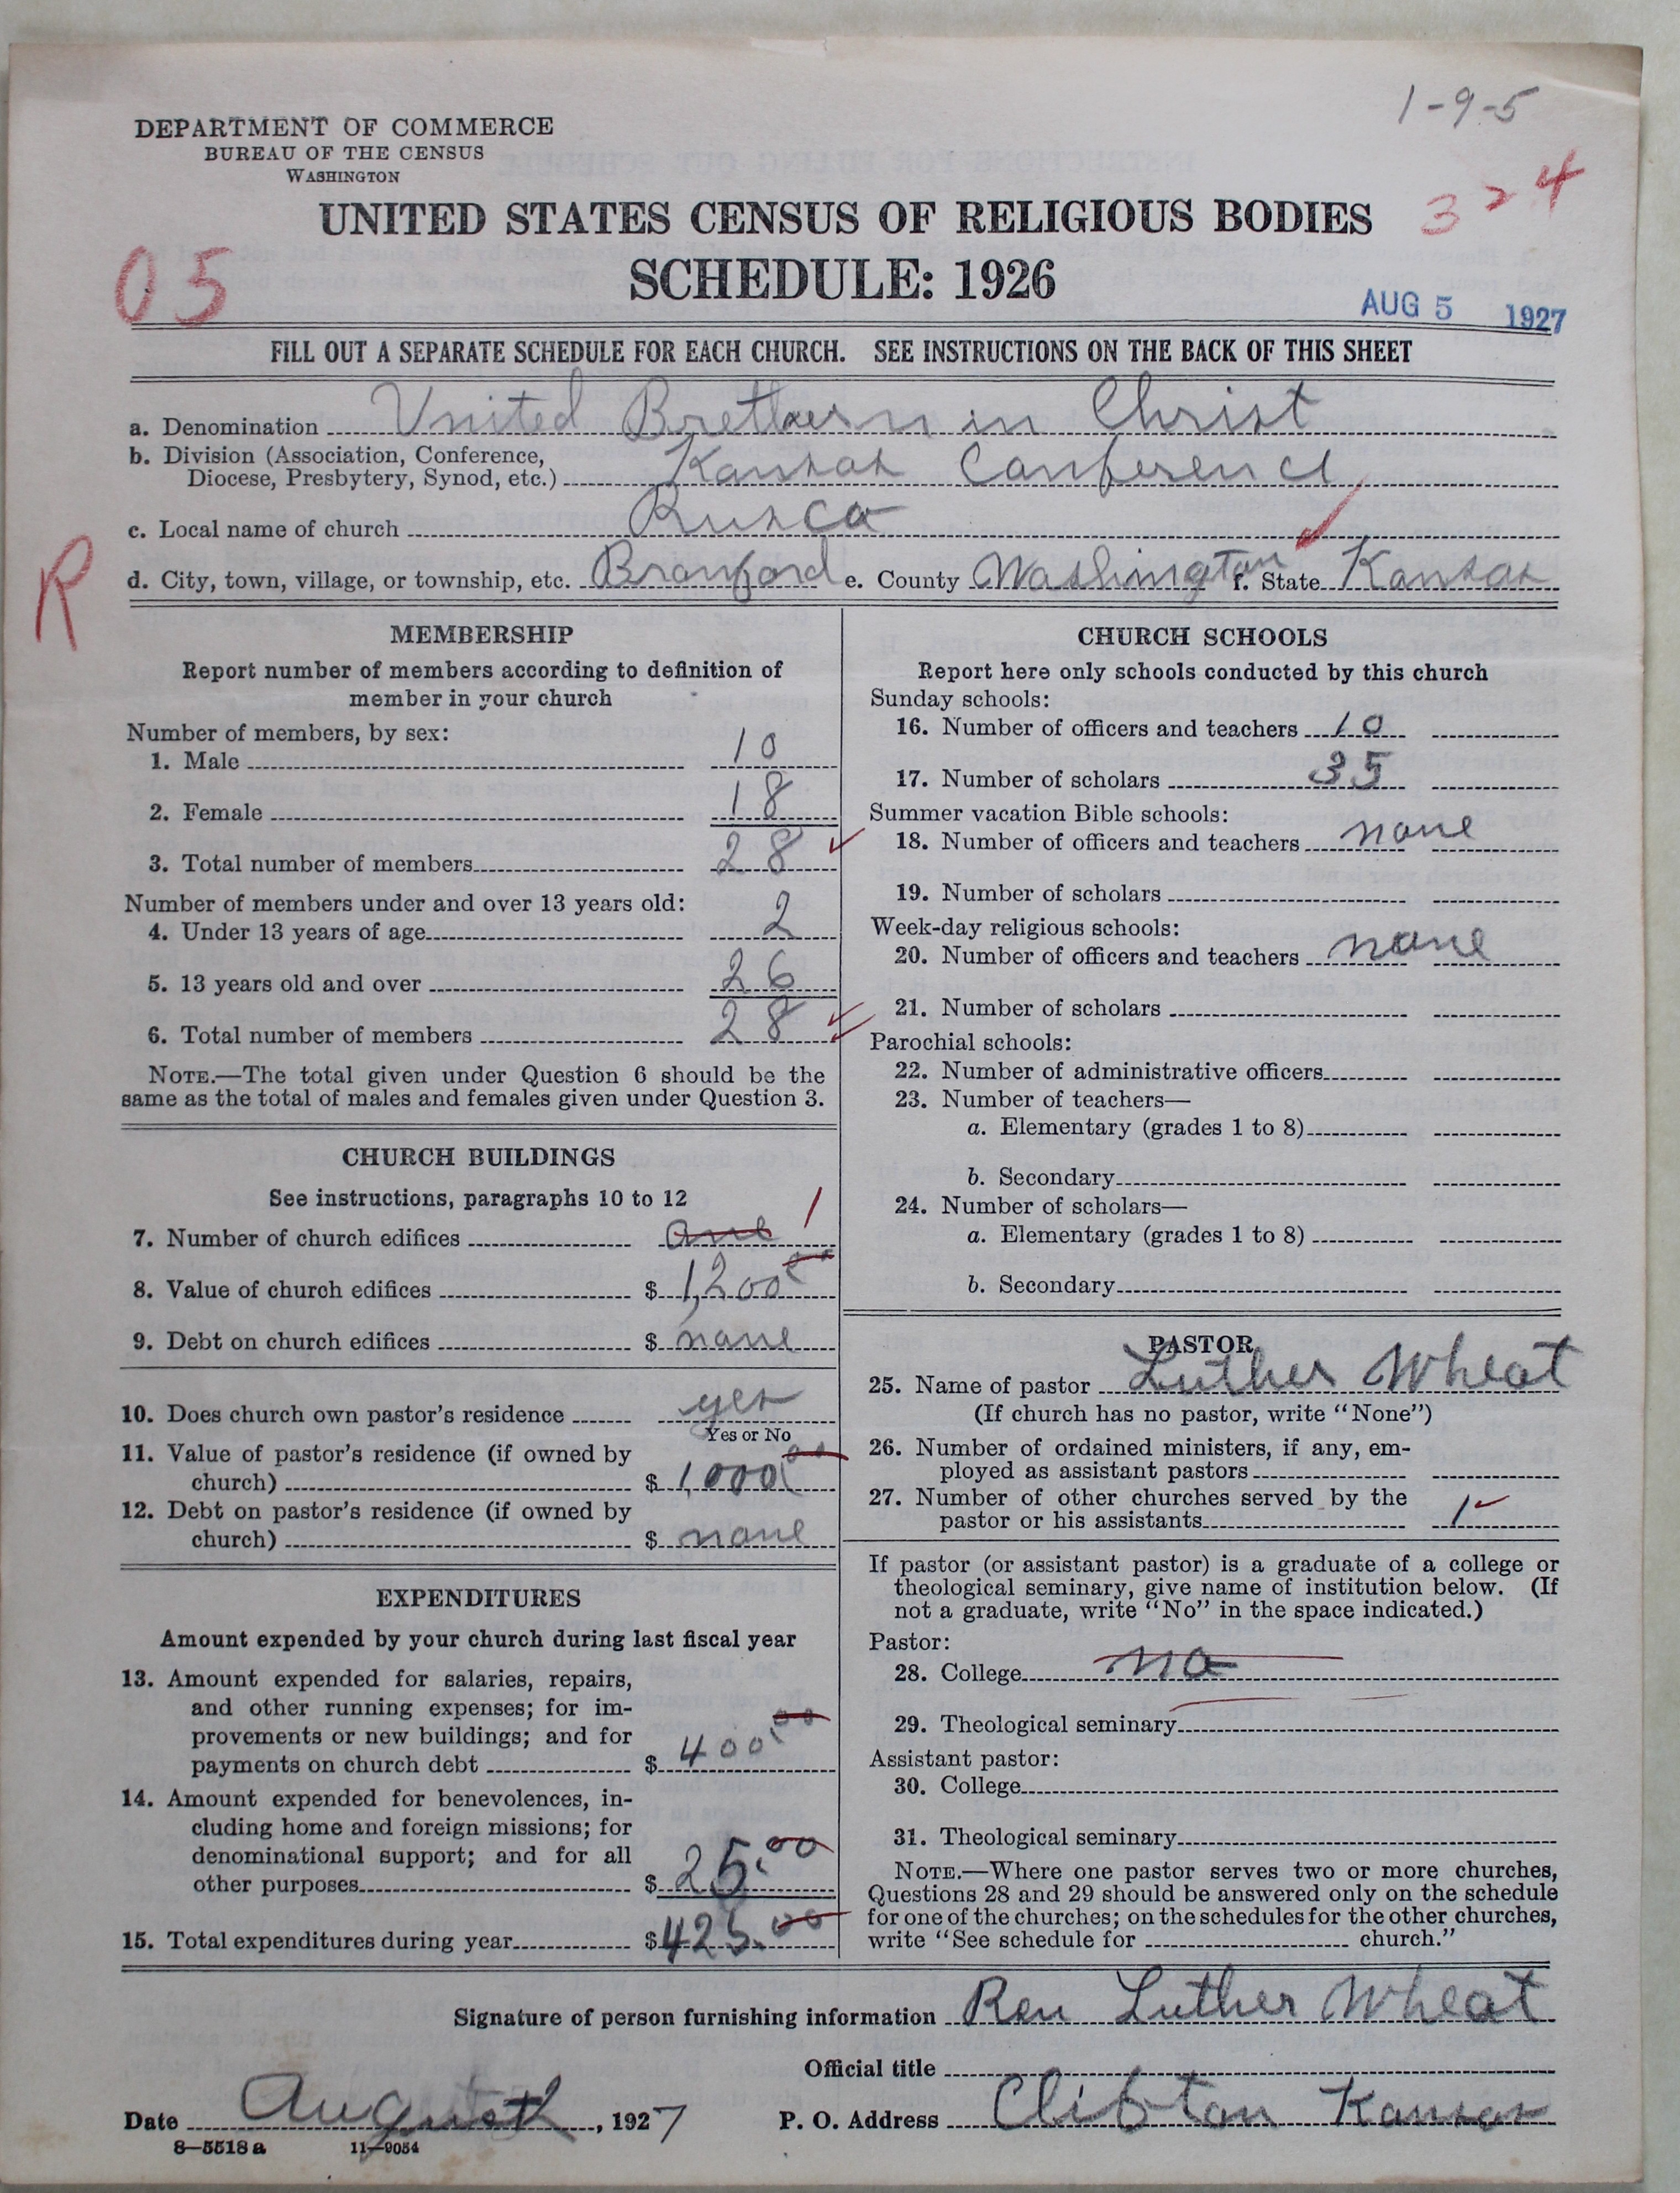 1-9-5
DEPARTMENT OF COMMERCE
BUREAU OF THE CENSUS
WASHINGTON
UNITED STATES CENSUS OF RELIGIOUS BODIES
324
05
SCHEDULE: 1926
AUG 5 1927
FILL OUT A SEPARATE SCHEDULE FOR EACH CHURCH. SEE INSTRUCTIONS ON THE BACK OF THIS SHEET
a. Denomination United Brethern in Christ
b. Division (Association, Conference,
Diocese, Presbytery, Synod, etc.) Kansas Conference
c. Local name of church Rusco
R
d. City, town, village, or township, etc. Branford e. County Washington f. State Kansas
MEMBERSHIP
Report number of members according to definition of
member in your church
Number of members, by sex:
1. Male 10
2. Female 18
3. Total number of members 28
Number of members under and over 13 years old:
4. Under 13 years of age 2
5. 13 years old and over 26
6. Total number of members 28
NOTE.—The total given under Question 6 should be the
same as the total of males and females given under Question 3.
CHURCH BUILDINGS
See instructions, paragraphs 10 to 12
7. Number of church edifices one 1
8. Value of church edifices $ 1,200 00
9. Debt on church edifices $ none
10. Does church own pastor's residence yes
Yes or No
11. Value of pastor's residence (if owned by
church) $ 1,000 00
12. Debt on pastor's residence (if owned by
church) $ none
EXPENDITURES
Amount expended by your church during last fiscal year
13. Amount expended for salaries, repairs,
and other running expenses; for im-
provements or new buildings; and for
payments on church debt $ 400 00
14. Amount expended for benevolences, in-
cluding home and foreign missions; for
denominational support; and for all
other purposes $ 25.00
15. Total expenditures during year $ 425.00
CHURCH SCHOOLS
Report here only schools conducted by this church
Sunday schools:
16. Number of officers and teachers 10
17. Number of scholars 35
Summer vacation Bible schools:
18. Number of officers and teachers none
19. Number of scholars
Week-day religious schools:
20. Number of officers and teachers none
21. Number of scholars
Parochial schools:
22. Number of administrative officers
23. Number of teachers—
a. Elementary (grades 1 to 8)
b. Secondary
24. Number of scholars—
a. Elementary (grades 1 to 8)
b. Secondary
PASTOR
25. Name of pastor Luther Wheat
(If church has no pastor, write "None")
26. Number of ordained ministers, if any, em-
ployed as assistant pastors
27. Number of other churches served by the
pastor or his assistants 1
If pastor (or assistant pastor) is a graduate of a college or
theological seminary, give name of institution below. (If
not a graduate, write "No" in the space indicated.)
Pastor:
28. College no
29. Theological seminary
Assistant pastor:
30. College
31. Theological seminary
NOTE.—Where one pastor serves two or more churches,
Questions 28 and 29 should be answered only on the schedule
for one of the churches; on the schedules for the other churches,
write "See schedule for church."
Signature of person furnishing information Rev Luther Wheat
Official title
Date August, 1927 P. O. Address Clifton Kansas
8—5518 a 11—9054